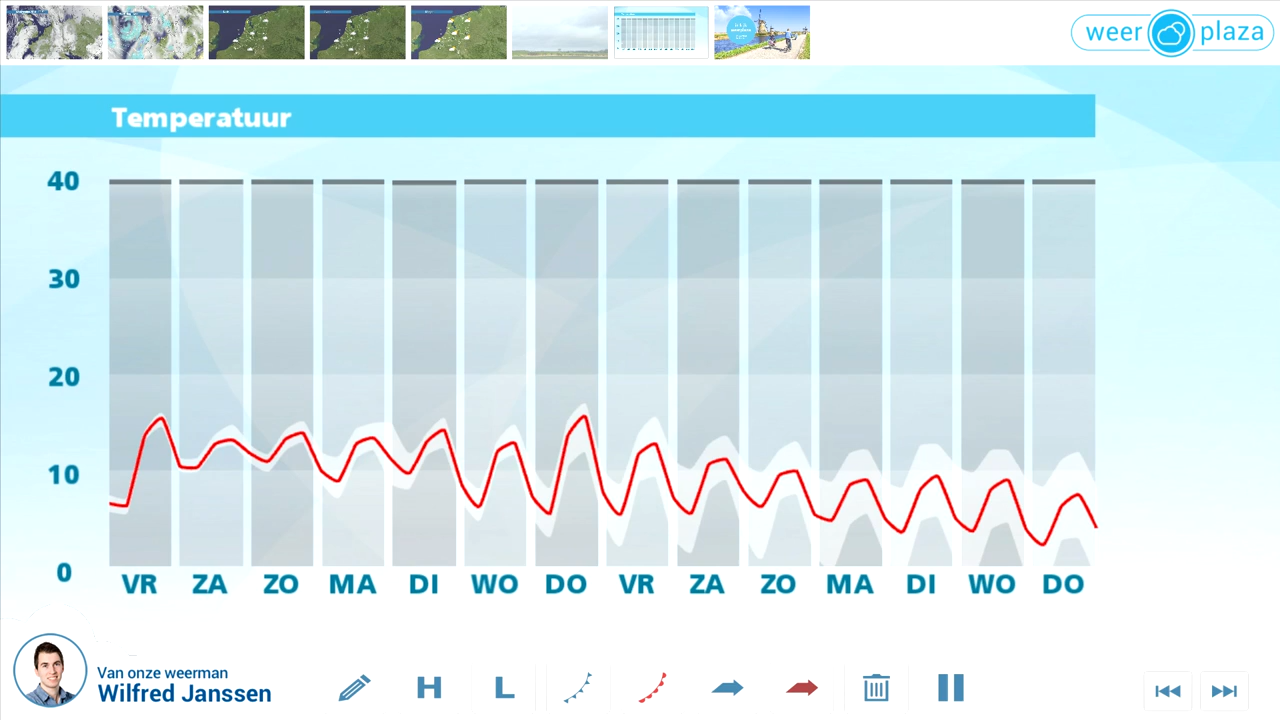 weer plaza
Temperatuur
40
30
20
10
0
VR ZA ZO MA DI WO DO VR ZA ZO MA DI WO DO
Van onze weerman
Wilfred Janssen
H L